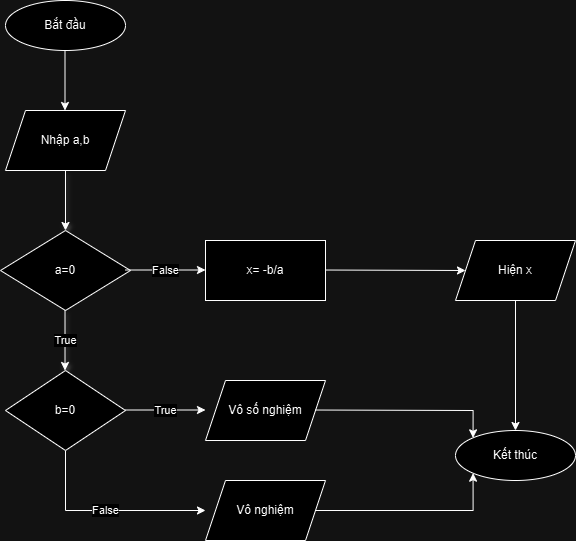 Bắt đầu
Nhập a,b
a=0
False
x= -b/a
Hiện x
True
b=0
True
Vô số nghiệm
Kết thúc
False
Vô nghiệm